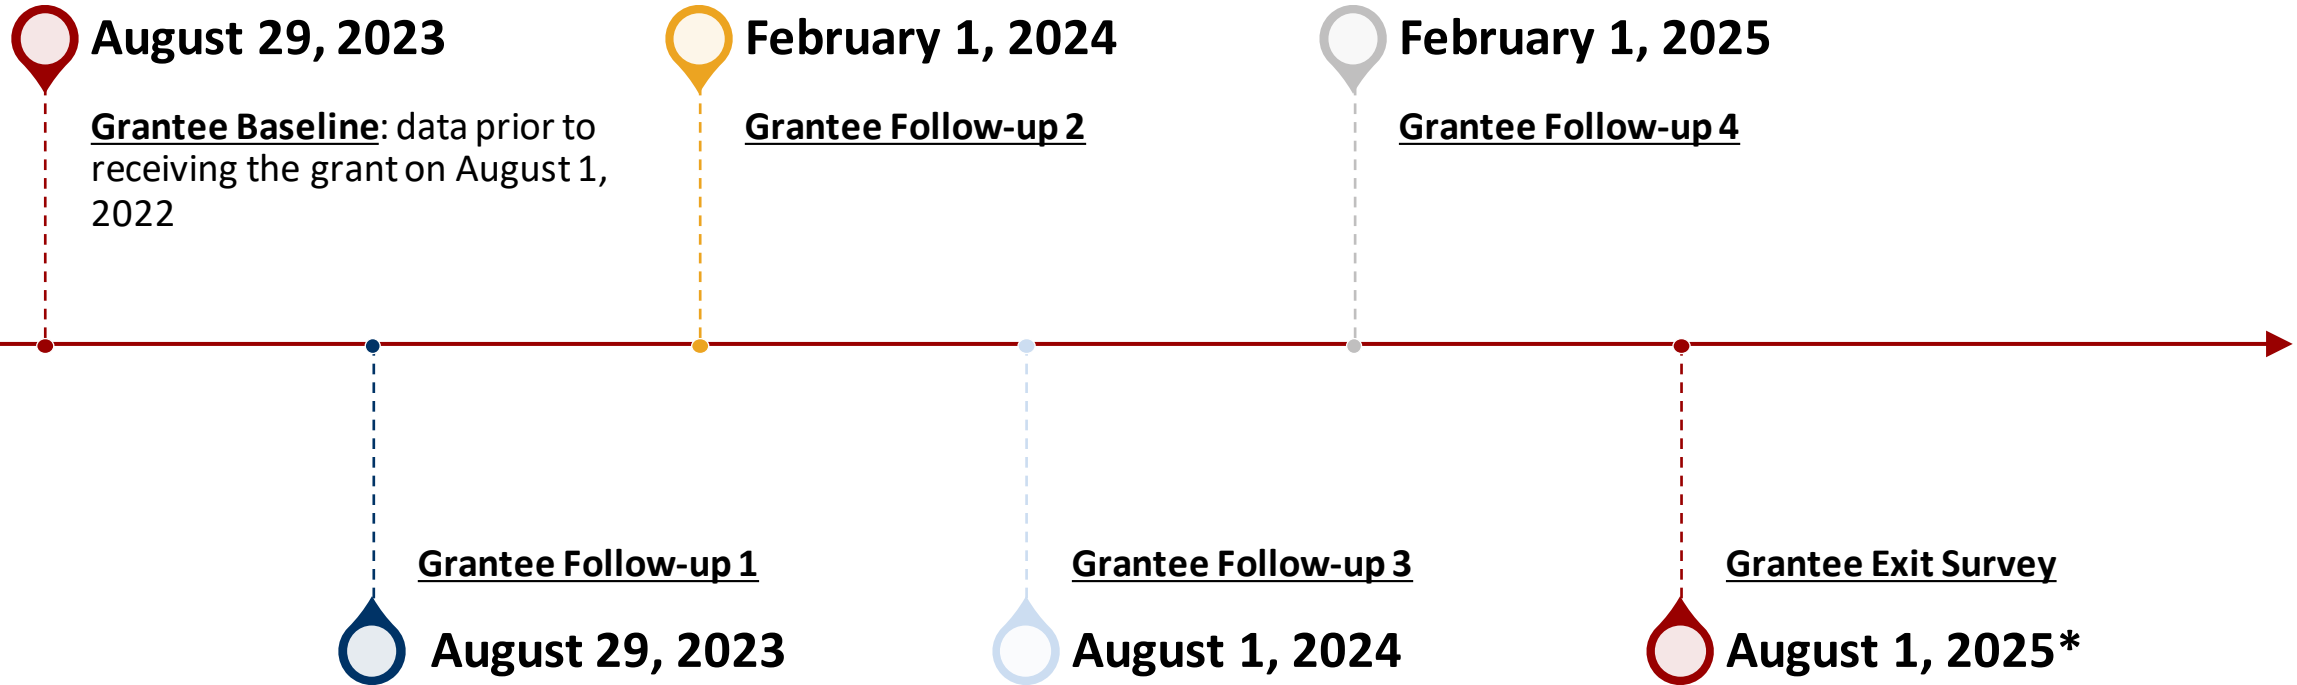 August 29, 2023
Grantee Baseline: data prior to
receiving the grant on August 1,
2022
February 1, 2024
Grantee Follow-up 2
February 1, 2025
Grantee Follow-up 4
Grantee Follow-up 1
August 29, 2023
Grantee Follow-up 3
August 1, 2024
Grantee Exit Survey
August 1, 2025*